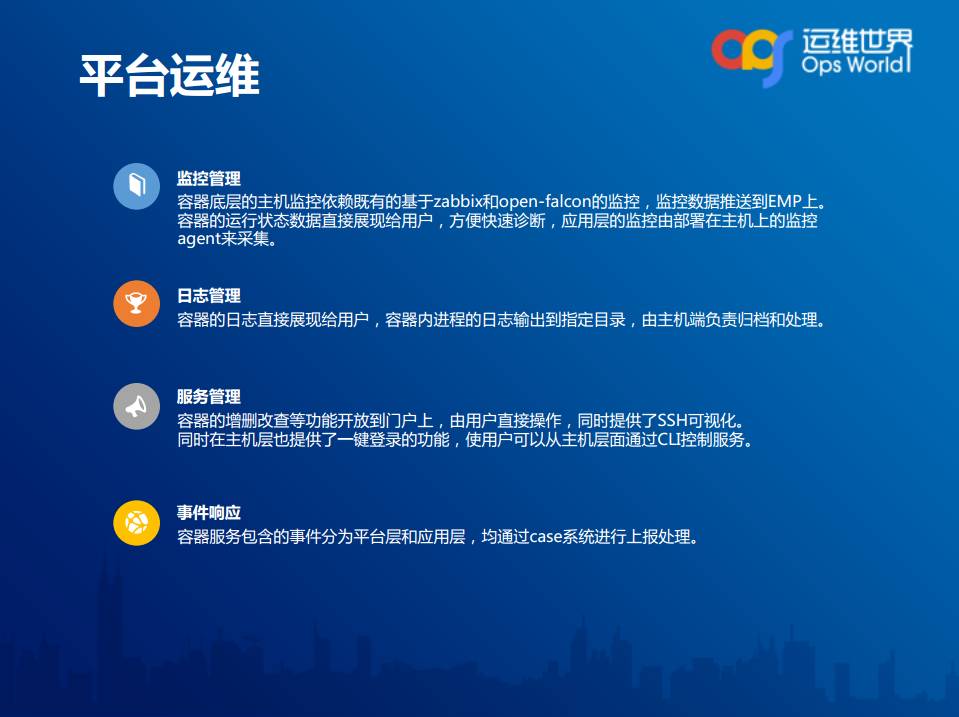 平台运维
运维世界
Ops World
监控管理
容器底层的主机监控依赖既有的基于zabbix和open-falcon的监控，监控数据推送到EMP上。
容器的运行状态数据直接展现给用户，方便快速诊断，应用层的监控由部署在主机上的监控
agent来采集。
日志管理
容器的日志直接展现给用户，容器内进程的日志输出到指定目录，由主机端负责归档和处理。
服务管理
容器的增删改查等功能开放到门户上，由用户直接操作，同时提供了SSH可视化。
同时在主机层也提供了一键登录的功能，使用户可以从主机层面通过CLI控制服务。
事件响应
容器服务包含的事件分为平台层和应用层，均通过case系统进行上报处理。